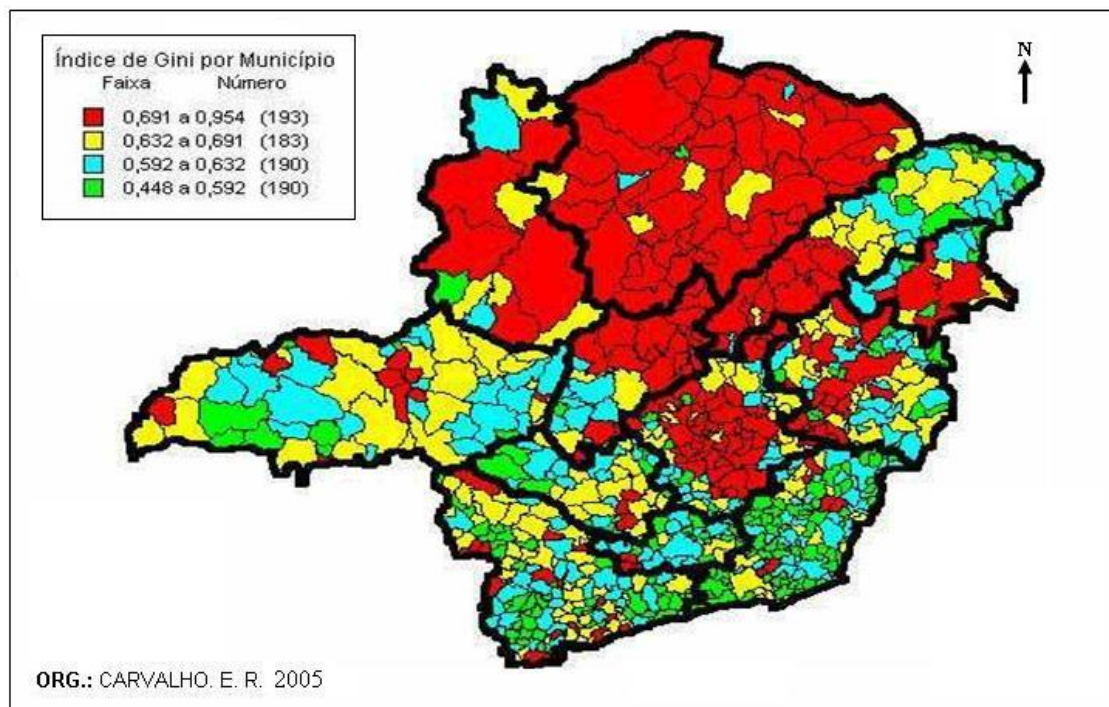 Índice de Gini por Município
Faixa Número
0,691 a 0,954 (193)
0,632 a 0,691 (183)
0,592 a 0,632 (190)
0,448 a 0,592 (190)
N
ORG.: CARVALHO. E. R. 2005